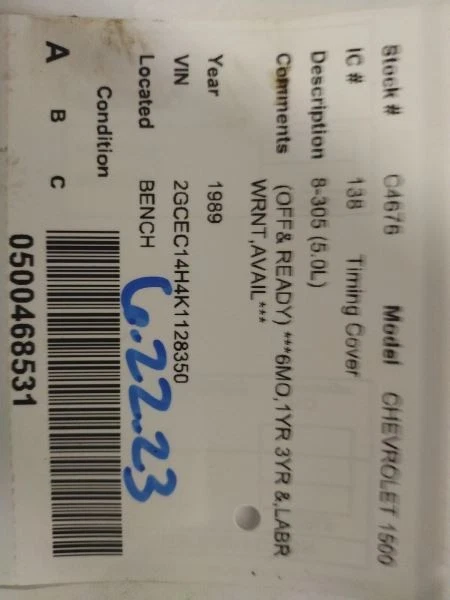 Stock # C4676 Model CHEVROLET 1500
IC # 138 Timing Cover
Description 8-305 (5.0L)
Comments (OFF& READY) ***6MO,1YR 3YR &,LABR
WRNT,AVAIL***
Year 1989
VIN 2GCEC14H4K1128350
Located BENCH 6.22.23
Condition
A B C
0500468531